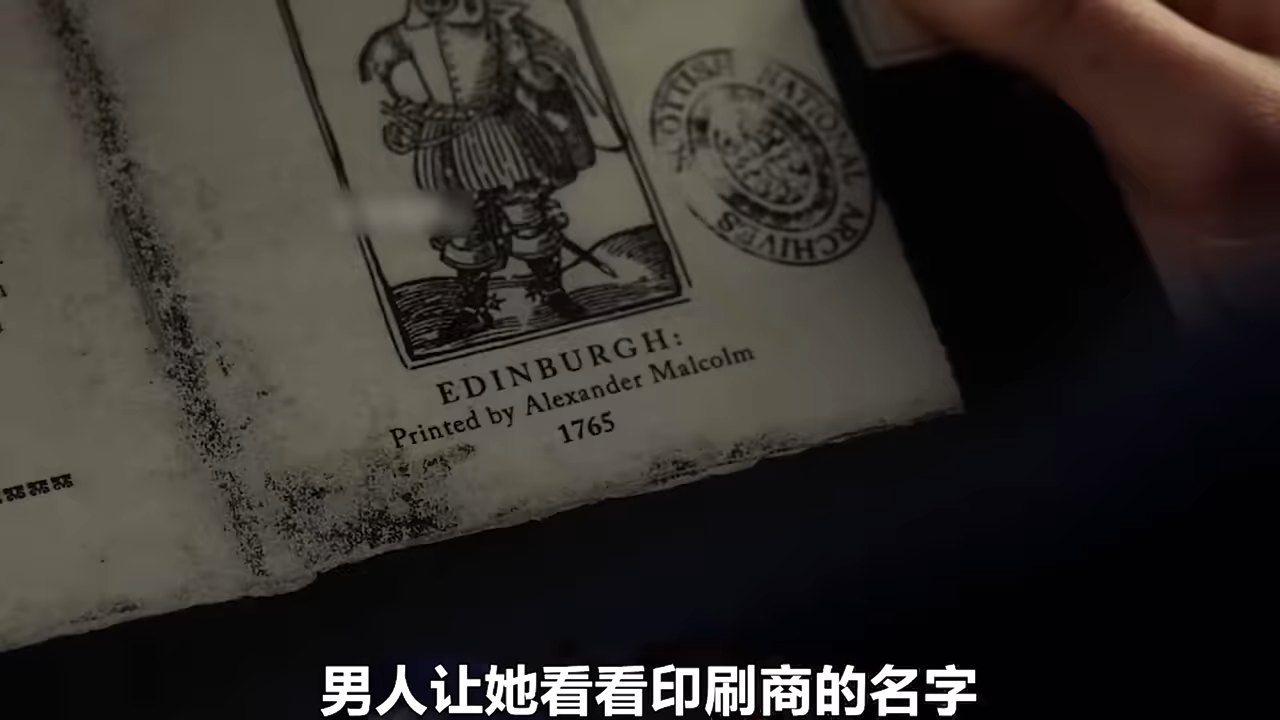 SCOTTISH NATIONAL ARCHIVES
EDINBURGH:
Printed by Alexander Malcolm
1765
男人让她看看印刷商的名字